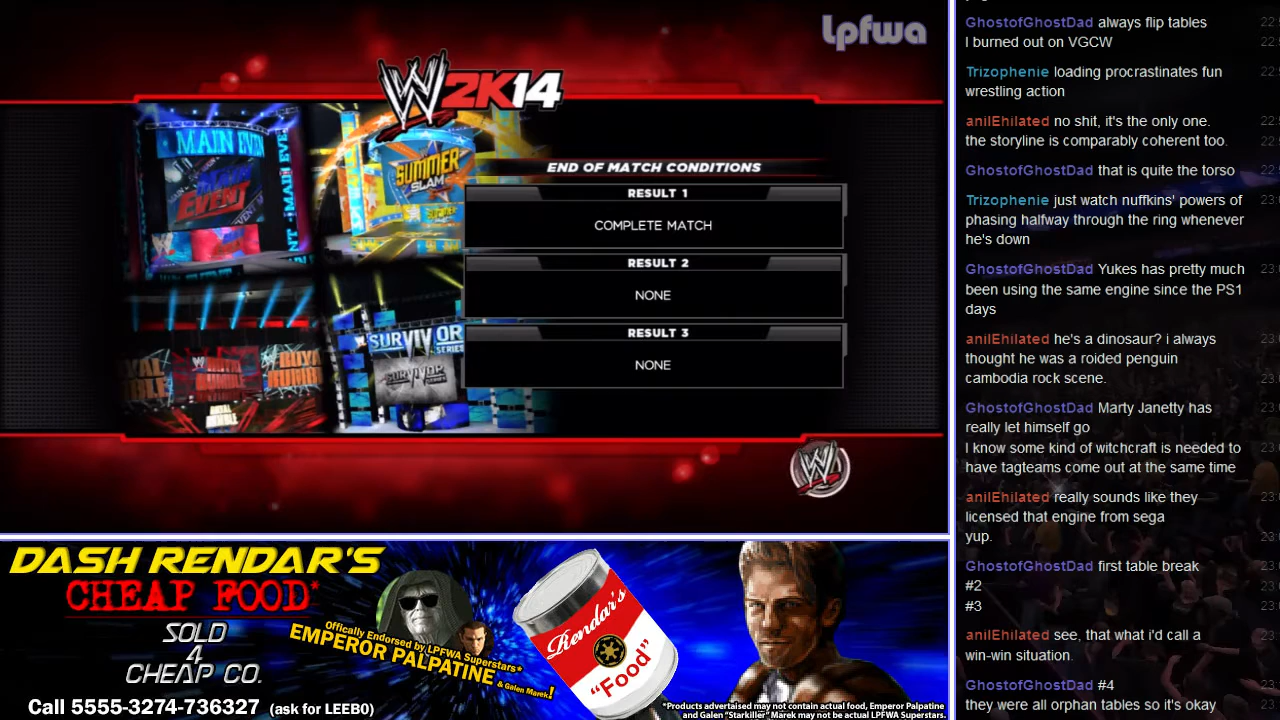 Lpfwa
W2K14
MAIN EVENT
MAIN EVENT
SUMMER
SLAM
SUMMER
ROYAL
RUMBLE
SURVIVOR
SERIES
SURVIVOR
END OF MATCH CONDITIONS
RESULT 1
COMPLETE MATCH
RESULT 2
NONE
RESULT 3
NONE
DASH RENDAR'S
CHEAP FOOD*
SOLD
4
CHEAP CO.
Call 5555-3274-736327 (ask for LEEBO)
Offically Endorsed by LPFWA Superstars*
EMPEROR PALPATINE
& Galen Marek!
Rendar's
"Food"
*Products advertaised may not contain actual food, Emperor Palpatine
and Galen "Starkiller" Marek may not be actual LPFWA Superstars.
GhostofGhostDad always flip tables
I burned out on VGCW
Trizophenie loading procrastinates fun
wrestling action
anilEhilated no shit, it's the only one.
the storyline is comparably coherent too.
GhostofGhostDad that is quite the torso
Trizophenie just watch nuffkins' powers of
phasing halfway through the ring whenever
he's down
GhostofGhostDad Yukes has pretty much
been using the same engine since the PS1
days
anilEhilated he's a dinosaur? i always
thought he was a roided penguin
cambodia rock scene.
GhostofGhostDad Marty Janetty has
really let himself go
I know some kind of witchcraft is needed to
have tagteams come out at the same time
anilEhilated really sounds like they
licensed that engine from sega
yup.
GhostofGhostDad first table break
#2
#3
anilEhilated see, that what i'd call a
win-win situation.
GhostofGhostDad #4
they were all orphan tables so it's okay